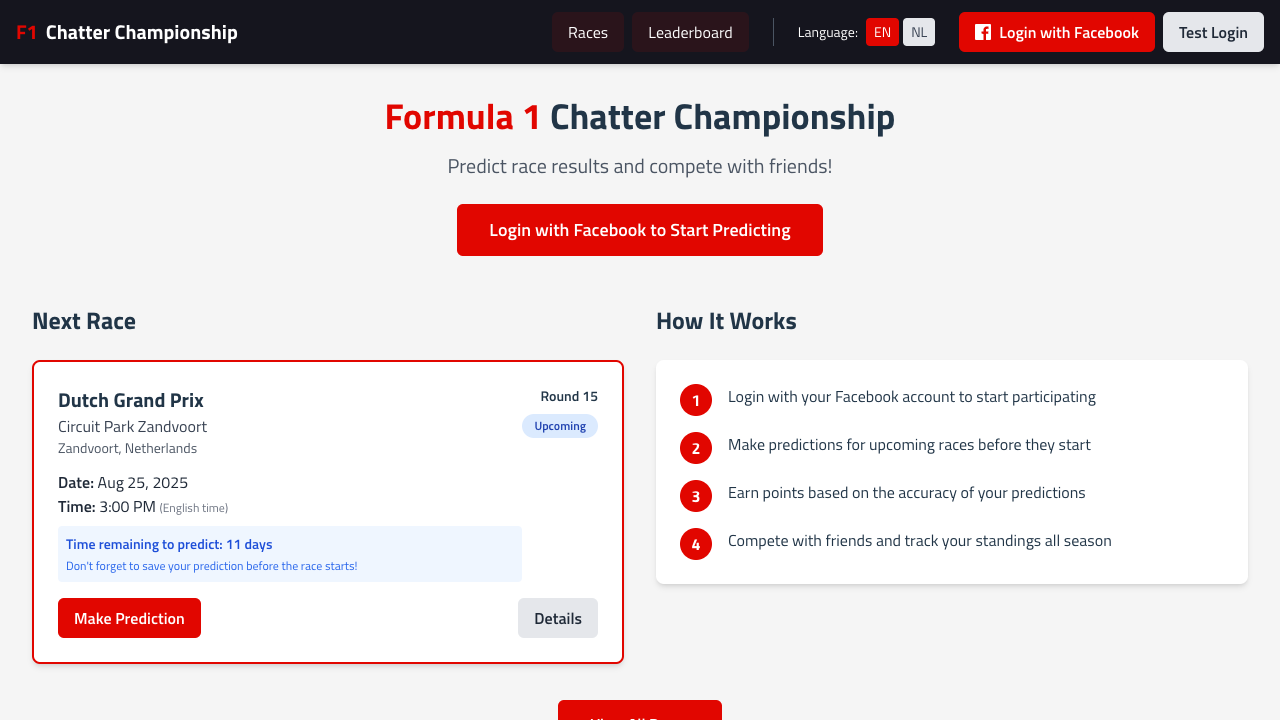 F1 Chatter Championship
Races
Leaderboard
Language:
EN
NL
Login with Facebook
Test Login
Formula 1 Chatter Championship
Predict race results and compete with friends!
Login with Facebook to Start Predicting
Next Race
Dutch Grand Prix
Round 15
Circuit Park Zandvoort
Upcoming
Zandvoort, Netherlands
Date: Aug 25, 2025
Time: 3:00 PM (English time)
Time remaining to predict: 11 days
Don't forget to save your prediction before the race starts!
Make Prediction
Details
How It Works
1 Login with your Facebook account to start participating
2 Make predictions for upcoming races before they start
3 Earn points based on the accuracy of your predictions
4 Compete with friends and track your standings all season